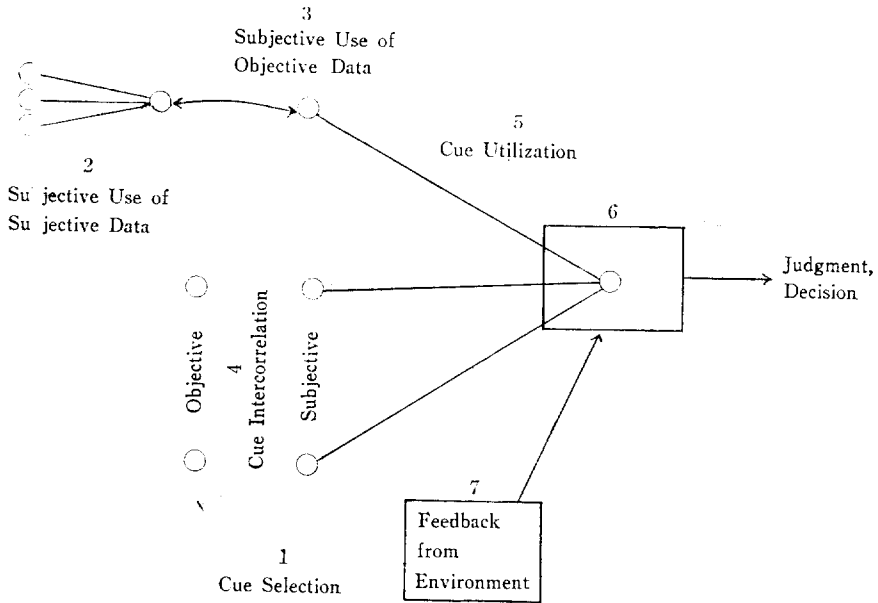 3
Subjective Use of
Objective Data
2
Su jective Use of
Su jective Data
5
Cue Utilization
6
Judgment,
Decision
Objective
4
Cue Intercorrelation
Subjective
7
Feedback
from
Environment
1
Cue Selection